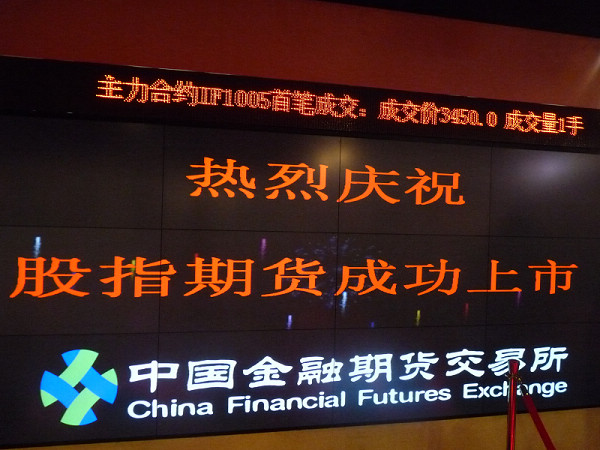 主力合约IF1005首笔成交：成交价3450.0 成交量1手
热烈庆祝
股指期货成功上市
中国金融期货交易所
China Financial Futures Exchange